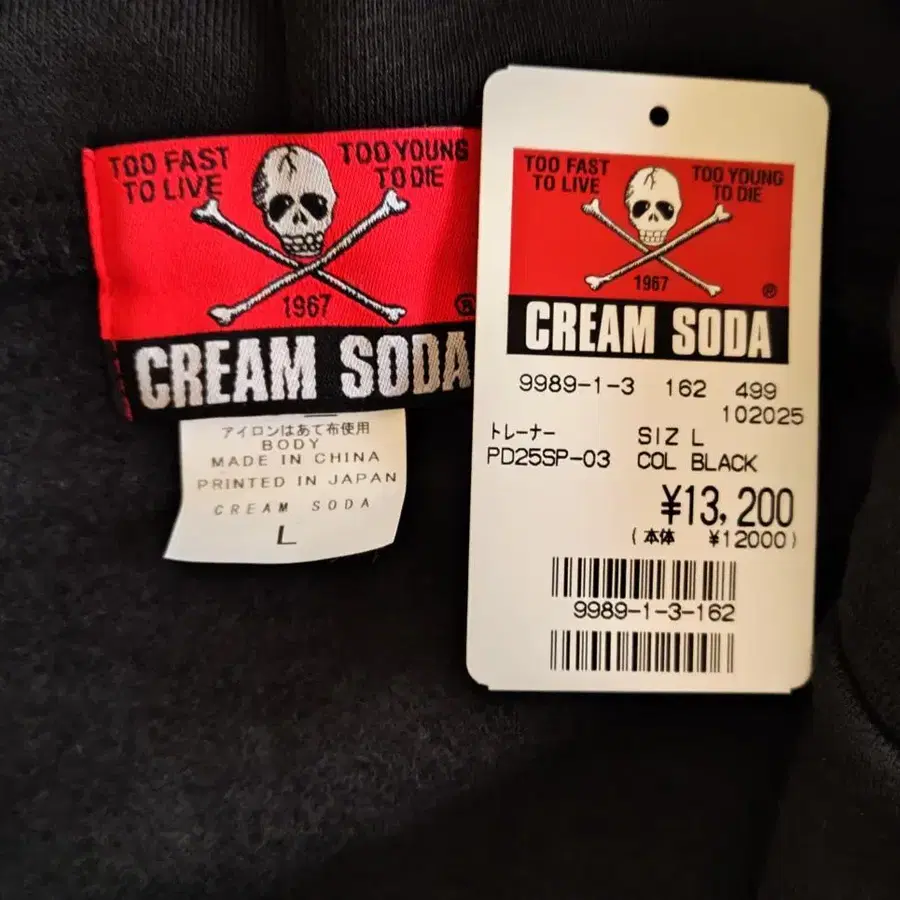 TOO FAST
TO LIVE
TOO YOUNG
TO DIE
1967
®
CREAM SODA
アイロンはあて布使用
BODY
MADE IN CHINA
PRINTED IN JAPAN
CREAM SODA
L
TOO FAST
TO LIVE
TOO YOUNG
TO DIE
1967
®
CREAM SODA
9989-1-3 162 499
102025
トレーナー SIZ L
PD25SP-03 COL BLACK
¥13,200
(本体 ¥12000)
9989-1-3-162